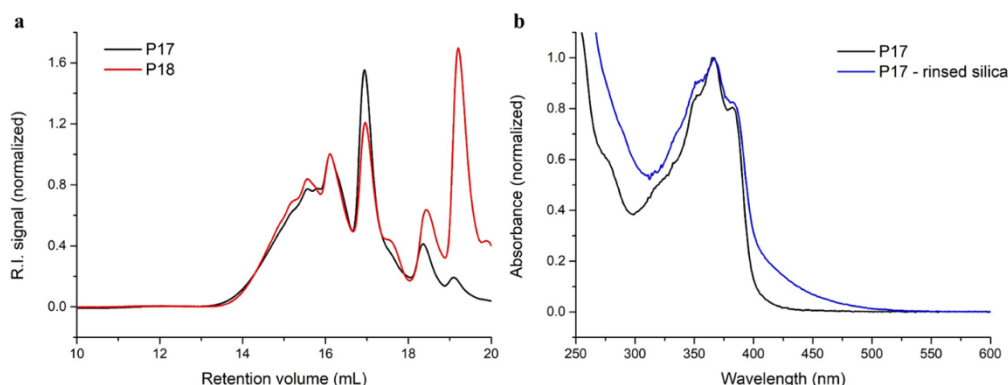 a
P17
P18
R.I. signal (normalized)
1.6
1.2
0.8
0.4
0.0
10
12
14
16
18
20
Retention volume (mL)
b
P17
P17 - rinsed silica
Absorbance (normalized)
1.0
0.8
0.6
0.4
0.2
0.0
250
300
350
400
450
500
550
600
Wavelength (nm)